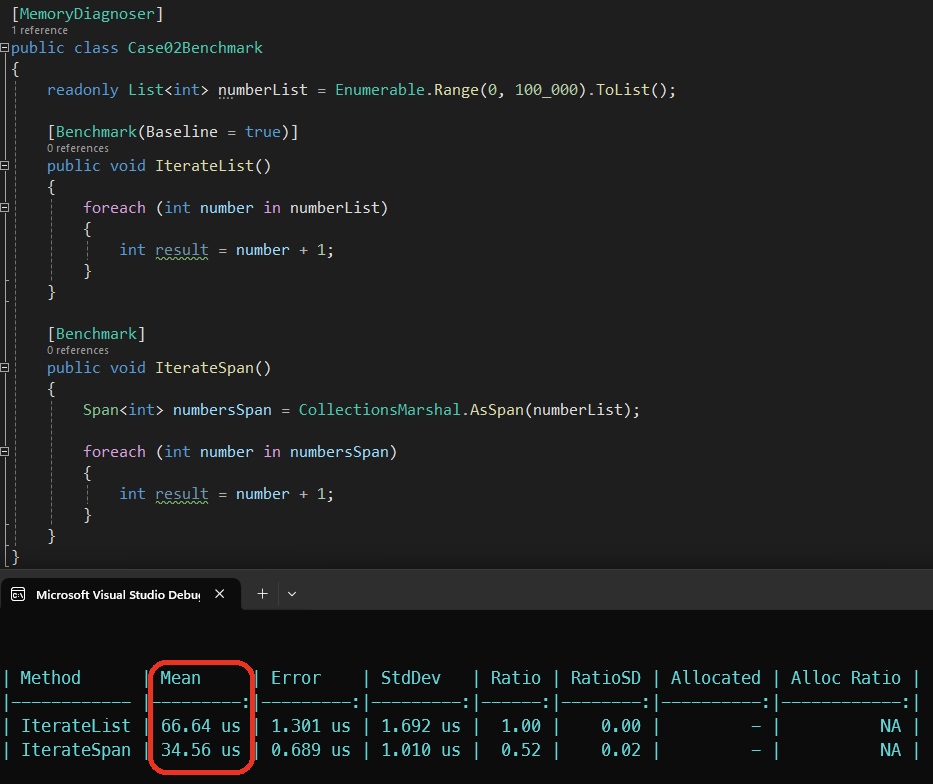 [MemoryDiagnoser]
1 reference
public class Case02Benchmark
{
readonly List<int> numberList = Enumerable.Range(0, 100_000).ToList();
[Benchmark(Baseline = true)]
0 references
public void IterateList()
{
foreach (int number in numberList)
{
int result = number + 1;
}
}
[Benchmark]
0 references
public void IterateSpan()
{
Span<int> numbersSpan = CollectionsMarshal.AsSpan(numberList);
foreach (int number in numbersSpan)
{
int result = number + 1;
}
}
}
Microsoft Visual Studio Debu
| Method | Mean | Error | StdDev | Ratio | RatioSD | Allocated | Alloc Ratio |
|------------ |---------:|---------:|---------:|------:|--------:|----------:|------------:|
| IterateList | 66.64 us | 1.301 us | 1.692 us | 1.00 | 0.00 | - | NA |
| IterateSpan | 34.56 us | 0.689 us | 1.010 us | 0.52 | 0.02 | - | NA |